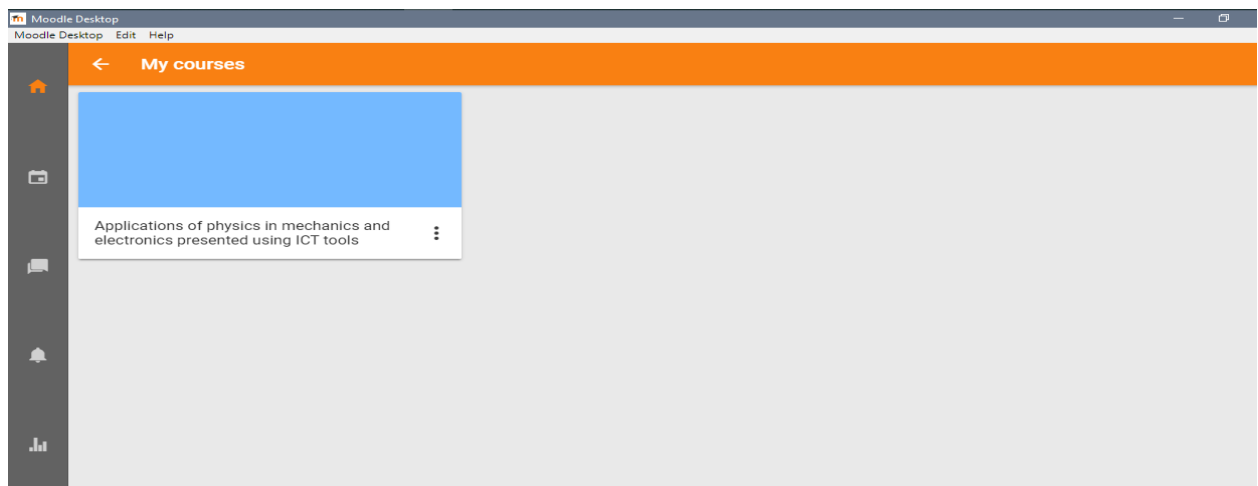 Moodle Desktop
Moodle Desktop Edit Help
My courses
Applications of physics in mechanics and
electronics presented using ICT tools